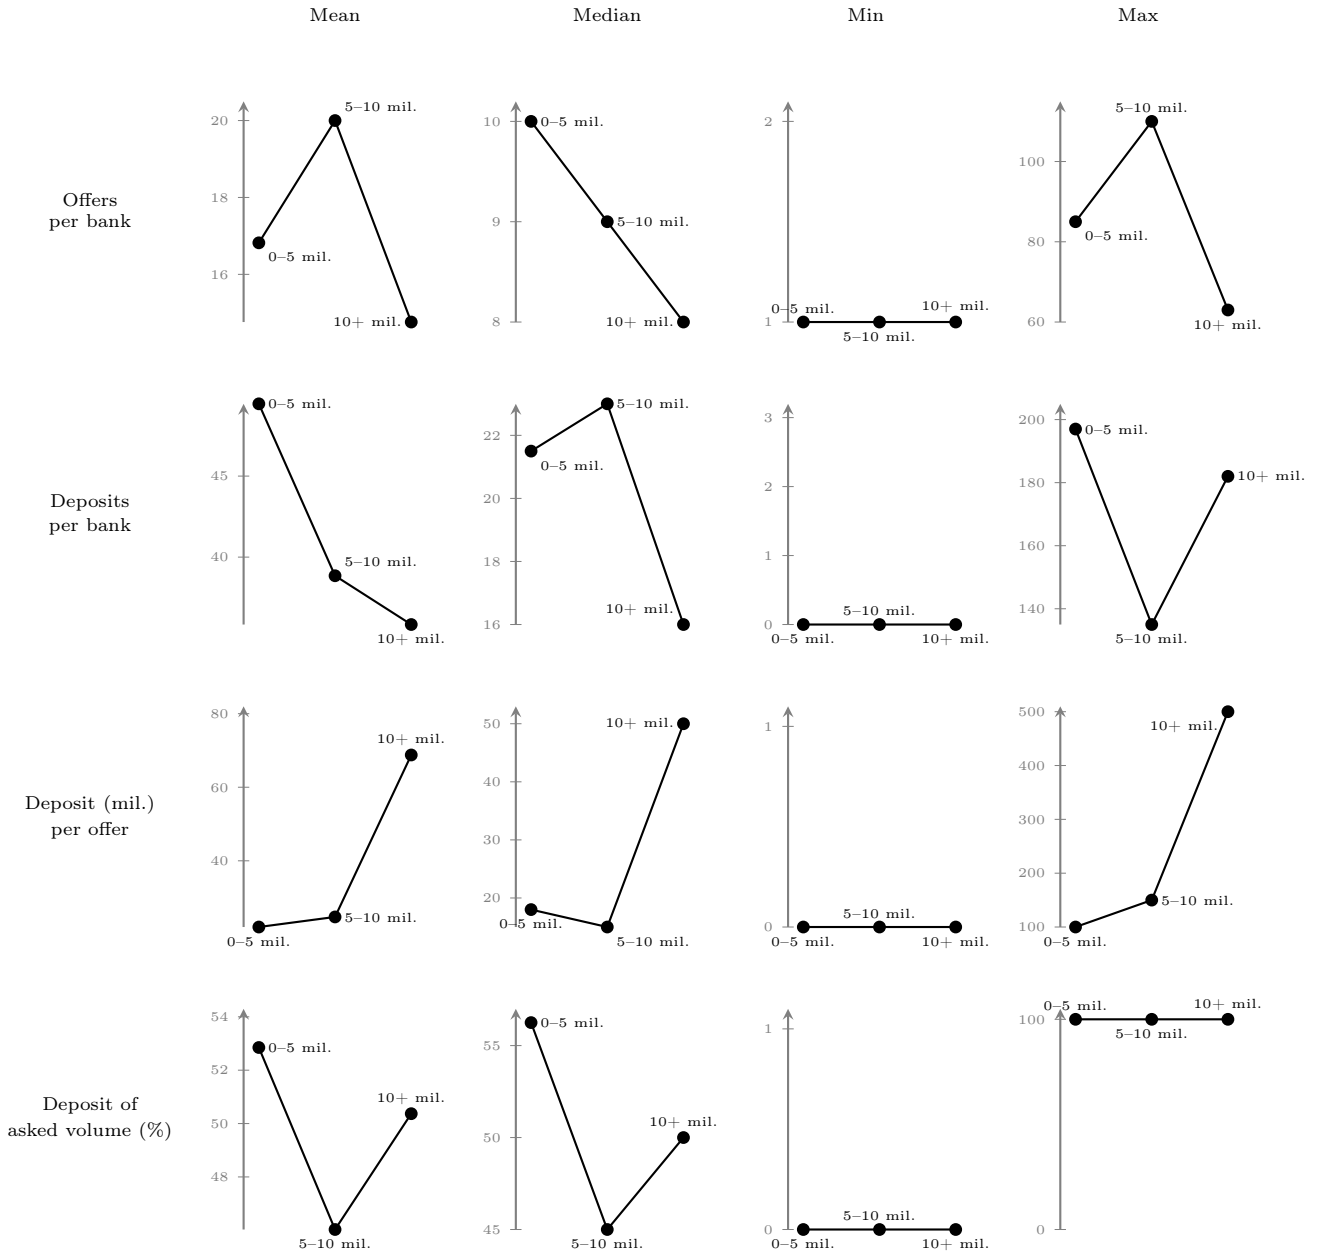 Mean Median Min Max
Offers
per bank
20
18
16
0–5 mil.
5–10 mil.
10+ mil.
10
9
8
0–5 mil.
5–10 mil.
10+ mil.
2
1
0–5 mil.
5–10 mil.
10+ mil.
100
80
60
0–5 mil.
5–10 mil.
10+ mil.
Deposits
per bank
45
40
0–5 mil.
5–10 mil.
10+ mil.
22
20
18
16
0–5 mil.
5–10 mil.
10+ mil.
3
2
1
0
0–5 mil.
5–10 mil.
10+ mil.
200
180
160
140
0–5 mil.
5–10 mil.
10+ mil.
Deposit (mil.)
per offer
80
60
40
0–5 mil.
5–10 mil.
10+ mil.
50
40
30
20
0–5 mil.
5–10 mil.
10+ mil.
1
0
0–5 mil.
5–10 mil.
10+ mil.
500
400
300
200
100
0–5 mil.
5–10 mil.
10+ mil.
Deposit of
asked volume (%)
54
52
50
48
0–5 mil.
5–10 mil.
10+ mil.
55
50
45
0–5 mil.
5–10 mil.
10+ mil.
1
0
0–5 mil.
5–10 mil.
10+ mil.
100
0
0–5 mil.
5–10 mil.
10+ mil.